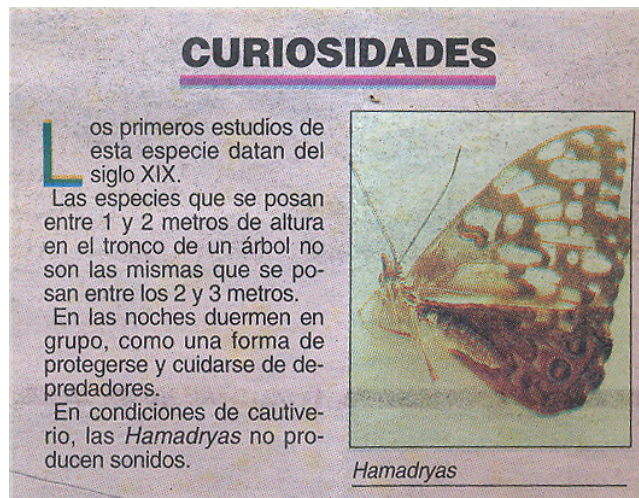 CURIOSIDADES
Los primeros estudios de
esta especie datan del
siglo XIX.
Las especies que se posan
entre 1 y 2 metros de altura
en el tronco de un árbol no
son las mismas que se po-
san entre los 2 y 3 metros.
En las noches duermen en
grupo, como una forma de
protegerse y cuidarse de de-
predadores.
En condiciones de cautive-
rio, las Hamadryas no pro-
ducen sonidos.
Hamadryas